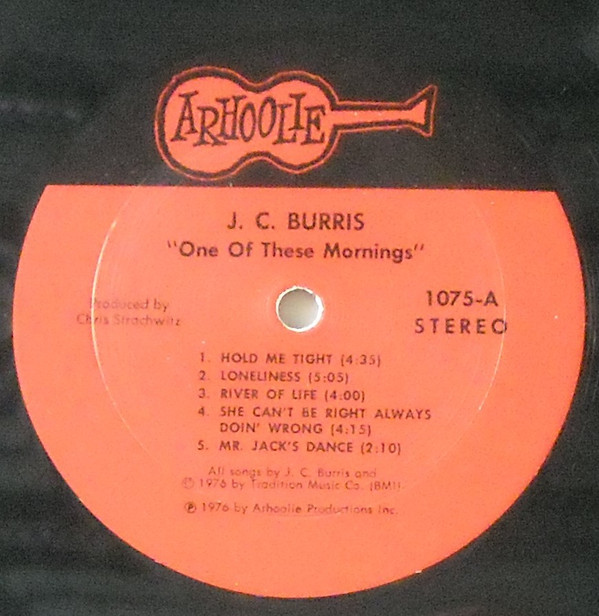 ARHOOLIE
J. C. BURRIS
"One Of These Mornings"
Produced by
Chris Strachwitz
1075-A
STEREO
1. HOLD ME TIGHT (4:35)
2. LONELINESS (5:05)
3. RIVER OF LIFE (4:00)
4. SHE CAN'T BE RIGHT ALWAYS
DOIN' WRONG (4:15)
5. MR. JACK'S DANCE (2:10)
All songs by J. C. Burris and
© 1976 by Tradition Music Co. (BMI).
℗ 1976 by Arhoolie Productions Inc.